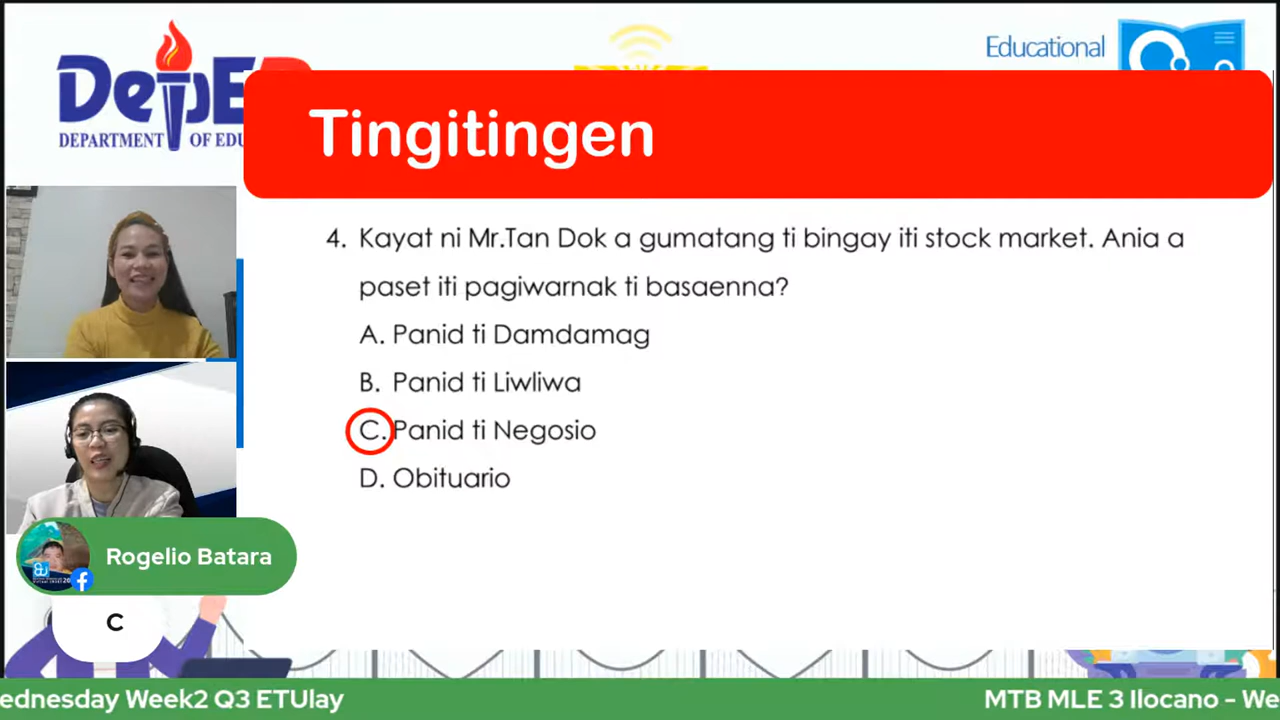 DepED
DEPARTMENT OF EDU
Educational
Tingitingen
4. Kayat ni Mr.Tan Dok a gumatang ti bingay iti stock market. Ania a
paset iti pagiwarnak ti basaenna?
A. Panid ti Damdamag
B. Panid ti Liwliwa
C. Panid ti Negosio
D. Obituario
Rogelio Batara
C
ednesday Week2 Q3 ETUlay
MTB MLE 3 Ilocano - We